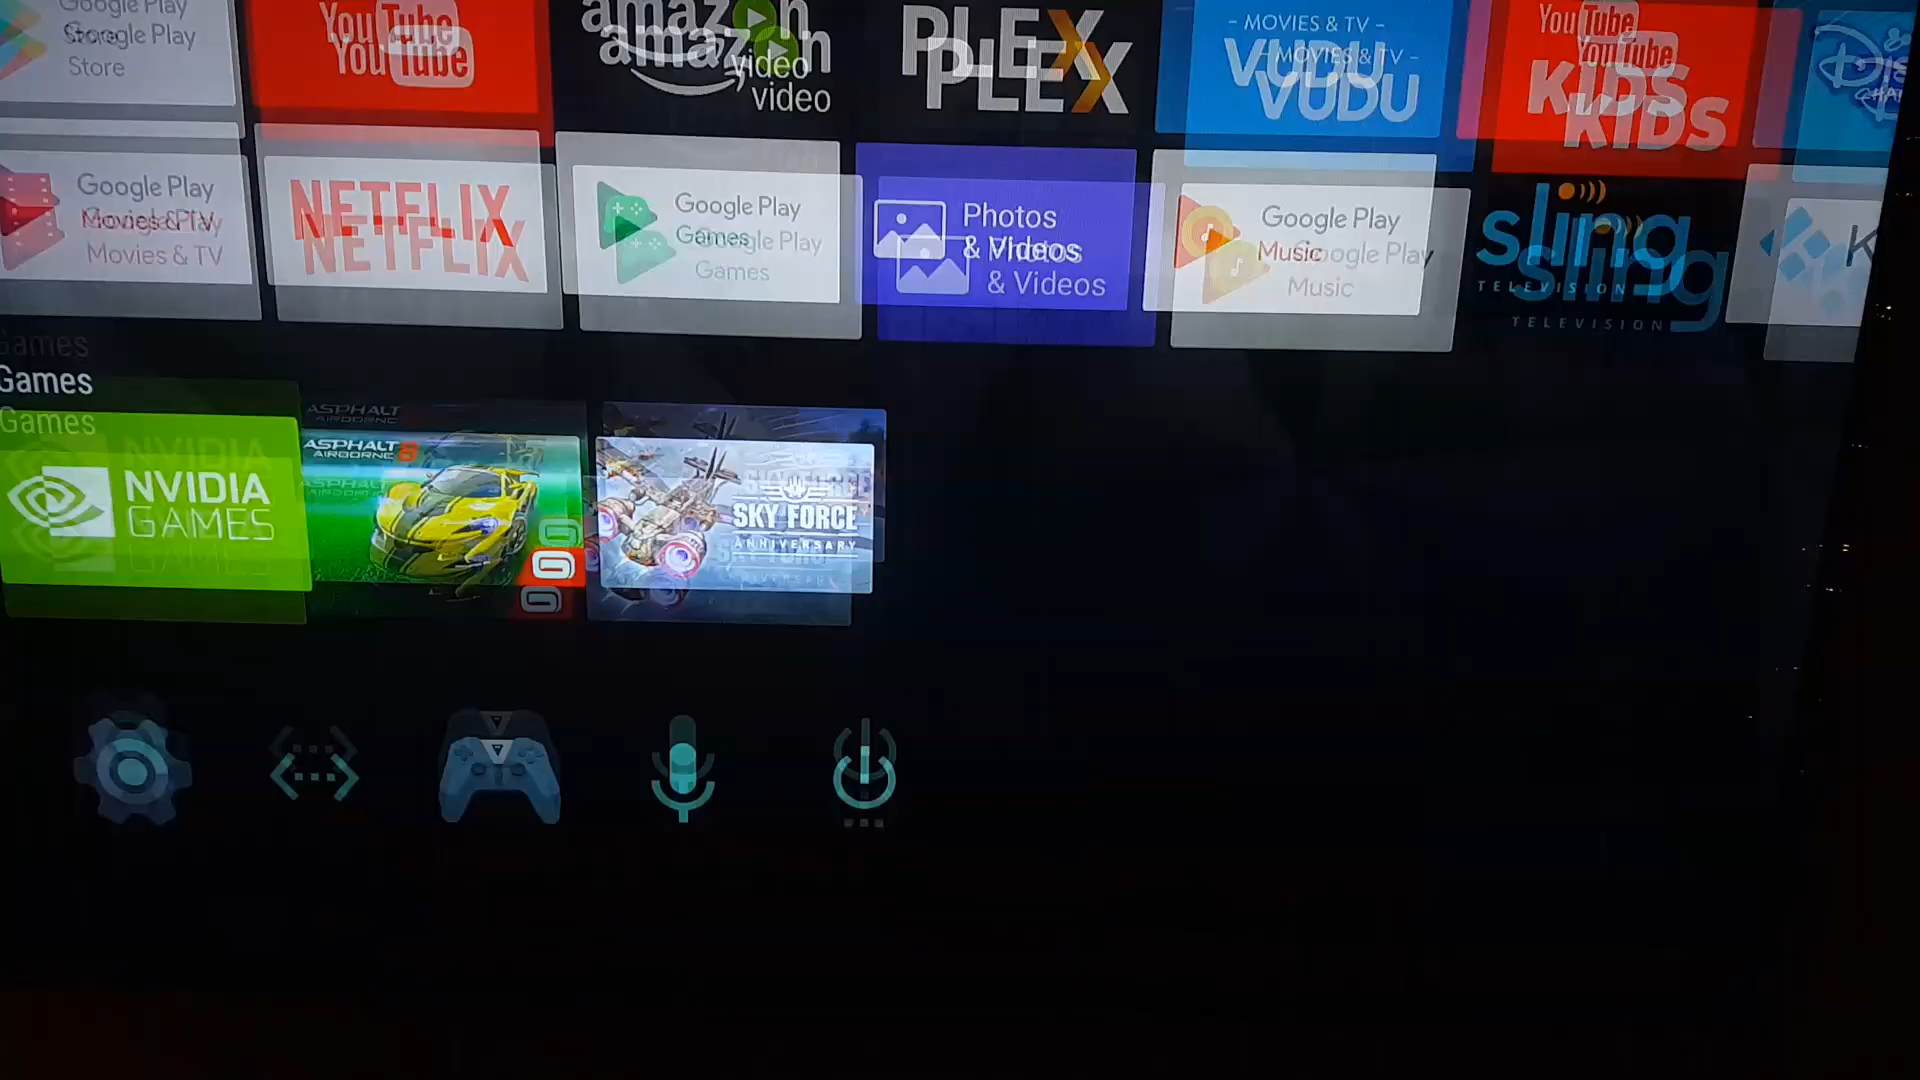 Google Play
Store
YouTube
amazon
video
PLEX
- MOVIES & TV -
VUDU
YouTube
KIDS
Google Play
Movies & TV
NETFLIX
Google Play
Games
Photos
& Videos
Google Play
Music
sling
TELEVISION
K
Games
NVIDIA
GAMES
ASPHALT 8
AIRBORNE
SKY FORCE
ANNIVERSARY